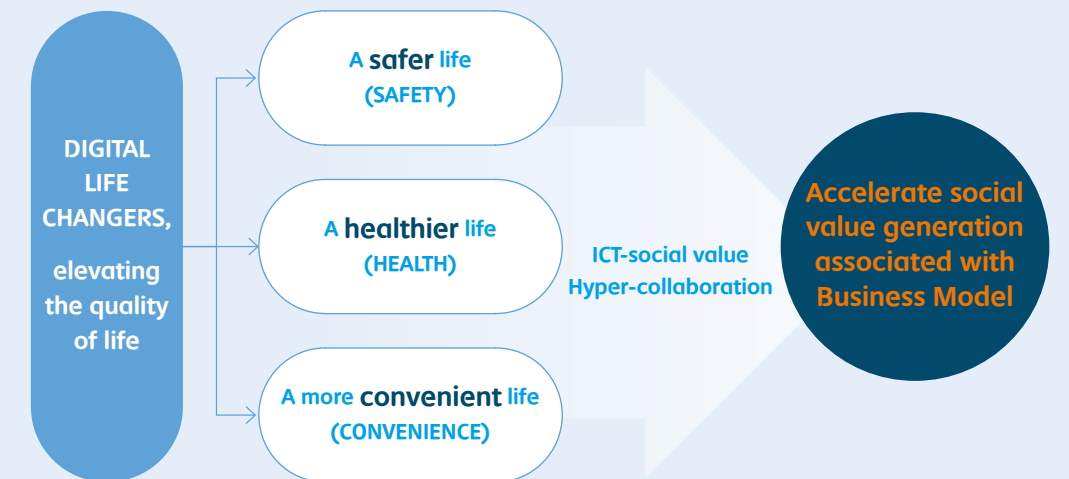 DIGITAL
LIFE
CHANGERS,
elevating
the quality
of life
A safer life
(SAFETY)
A healthier life
(HEALTH)
A more convenient life
(CONVENIENCE)
ICT-social value
Hyper-collaboration
Accelerate social
value generation
associated with
Business Model